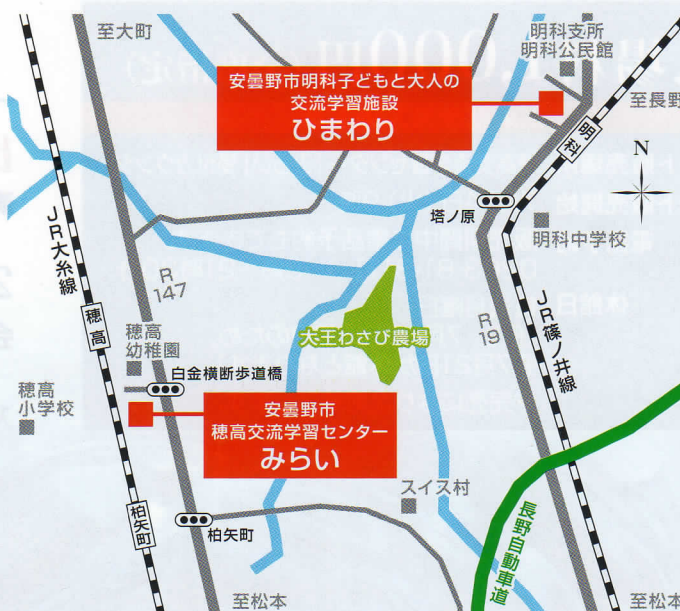 至大町
明科支所
明科公民館
安曇野市明科子どもと大人の
交流学習施設
ひまわり
至長野
明科
N
塔ノ原
明科中学校
JR大糸線
R
147
穂高
穂高
幼稚園
大王わさび農場
R
19
JR篠ノ井線
白金横断歩道橋
穂高
小学校
安曇野市
穂高交流学習センター
みらい
スイス村
柏矢町
柏矢町
長野自動車道
至松本
至松本